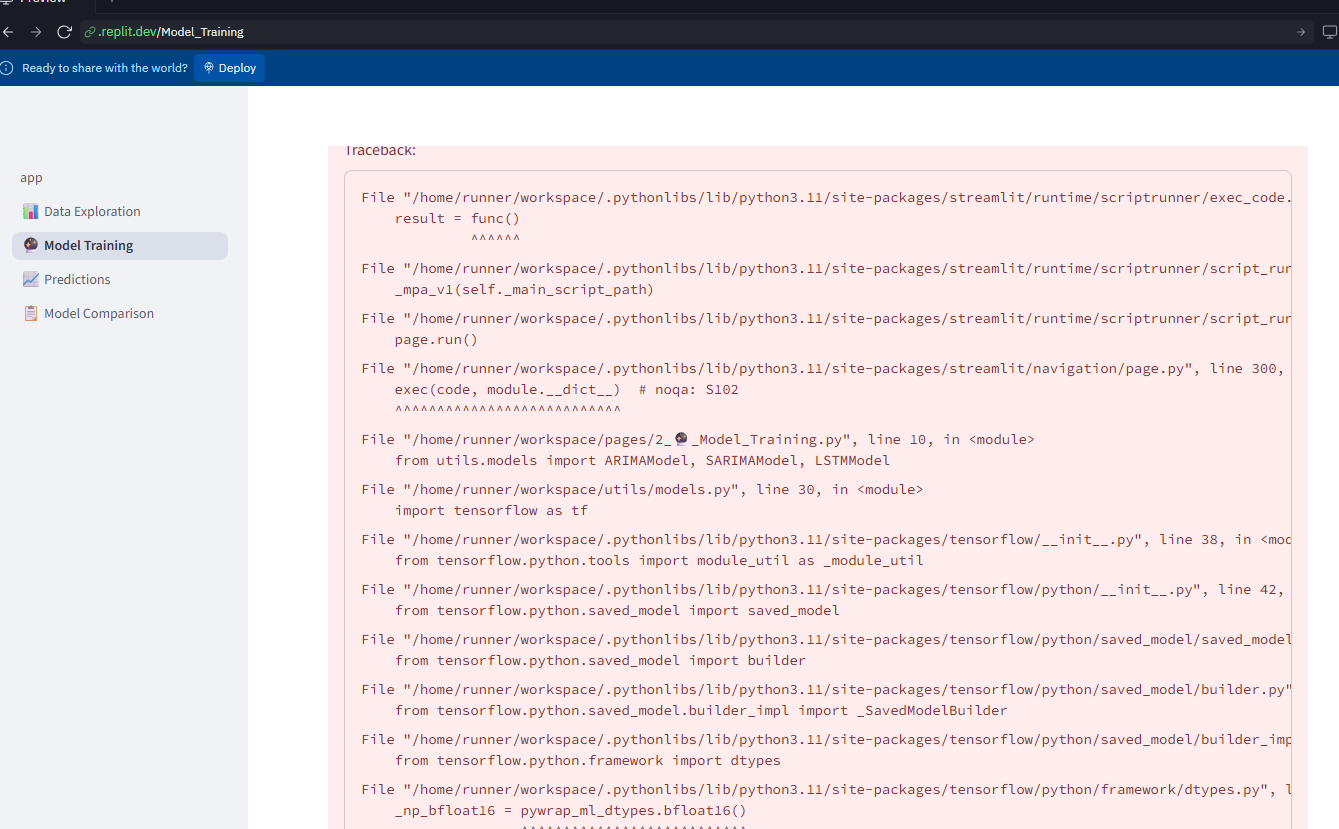 Preview
.replit.dev/Model_Training
Ready to share with the world? Deploy
app
Data Exploration
Model Training
Predictions
Model Comparison
Traceback:
File "/home/runner/workspace/.pythonlibs/lib/python3.11/site-packages/streamlit/runtime/scriptrunner/exec_code.
result = func()
^^^^^^
File "/home/runner/workspace/.pythonlibs/lib/python3.11/site-packages/streamlit/runtime/scriptrunner/script_run
_mpa_v1(self._main_script_path)
File "/home/runner/workspace/.pythonlibs/lib/python3.11/site-packages/streamlit/runtime/scriptrunner/script_run
page.run()
File "/home/runner/workspace/.pythonlibs/lib/python3.11/site-packages/streamlit/navigation/page.py", line 300,
exec(code, module.__dict__)  # noqa: S102
^^^^^^^^^^^^^^^^^^^^^^^^^^^
File "/home/runner/workspace/pages/2_🔮_Model_Training.py", line 10, in <module>
from utils.models import ARIMAModel, SARIMAModel, LSTMModel
File "/home/runner/workspace/utils/models.py", line 30, in <module>
import tensorflow as tf
File "/home/runner/workspace/.pythonlibs/lib/python3.11/site-packages/tensorflow/__init__.py", line 38, in <mod
from tensorflow.python.tools import module_util as _module_util
File "/home/runner/workspace/.pythonlibs/lib/python3.11/site-packages/tensorflow/python/__init__.py", line 42,
from tensorflow.python.saved_model import saved_model
File "/home/runner/workspace/.pythonlibs/lib/python3.11/site-packages/tensorflow/python/saved_model/saved_model
from tensorflow.python.saved_model import builder
File "/home/runner/workspace/.pythonlibs/lib/python3.11/site-packages/tensorflow/python/saved_model/builder.py"
from tensorflow.python.saved_model.builder_impl import _SavedModelBuilder
File "/home/runner/workspace/.pythonlibs/lib/python3.11/site-packages/tensorflow/python/saved_model/builder_imp
from tensorflow.python.framework import dtypes
File "/home/runner/workspace/.pythonlibs/lib/python3.11/site-packages/tensorflow/python/framework/dtypes.py", l
_np_bfloat16 = pywrap_ml_dtypes.bfloat16()
^^^^^^^^^^^^^^^^^^^^^^^^^^^